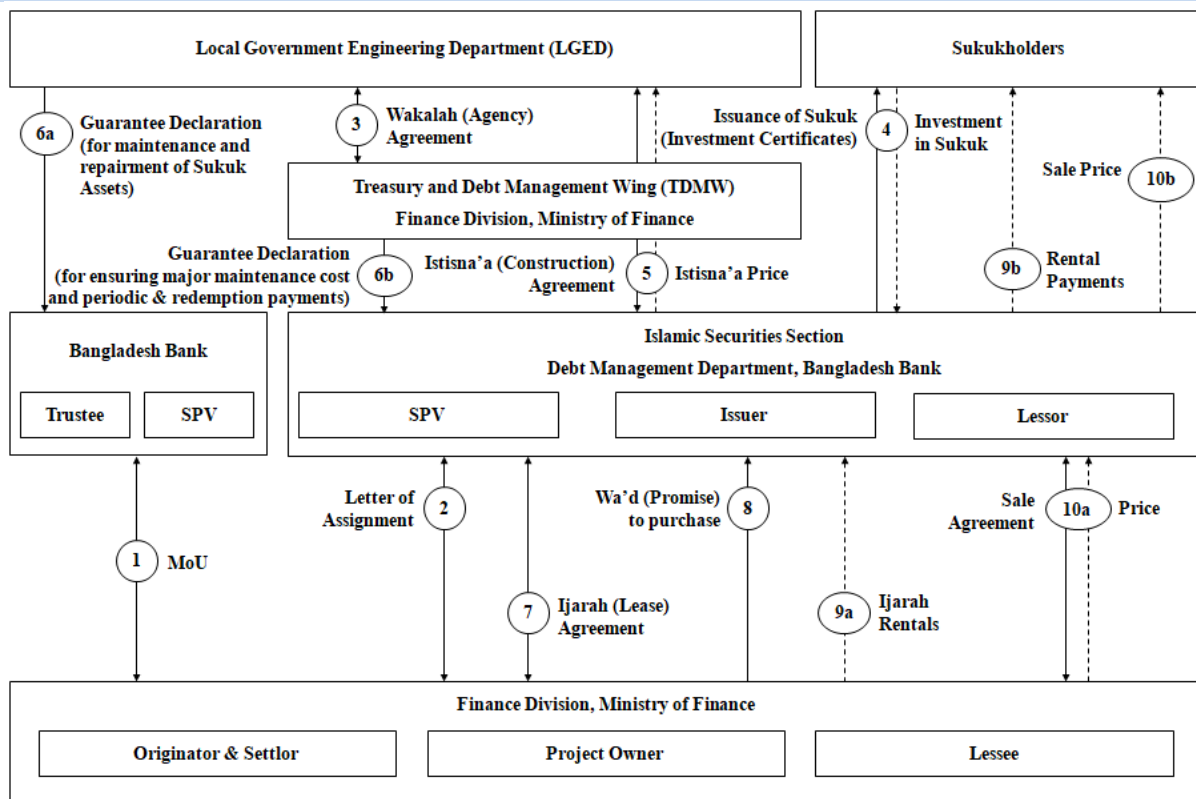 Local Government Engineering Department (LGED)
Sukukholders
6a
Guarantee Declaration
(for maintenance and
repairment of Sukuk
Assets)
3
Wakalah (Agency)
Agreement
Issuance of Sukuk
(Investment Certificates)
4
Investment
in Sukuk
Sale Price
10b
Treasury and Debt Management Wing (TDMW)
Finance Division, Ministry of Finance
Guarantee Declaration
(for ensuring major maintenance cost
and periodic & redemption payments)
6b
Istisna’a (Construction)
Agreement
5
Istisna’a Price
9b
Rental
Payments
Bangladesh Bank
Trustee
SPV
Islamic Securities Section
Debt Management Department, Bangladesh Bank
SPV
Issuer
Lessor
1
MoU
Letter of
Assignment
2
7
Ijarah (Lease)
Agreement
Wa’d (Promise)
to purchase
8
9a
Ijarah
Rentals
Sale
Agreement
10a
Price
Finance Division, Ministry of Finance
Originator & Settlor
Project Owner
Lessee